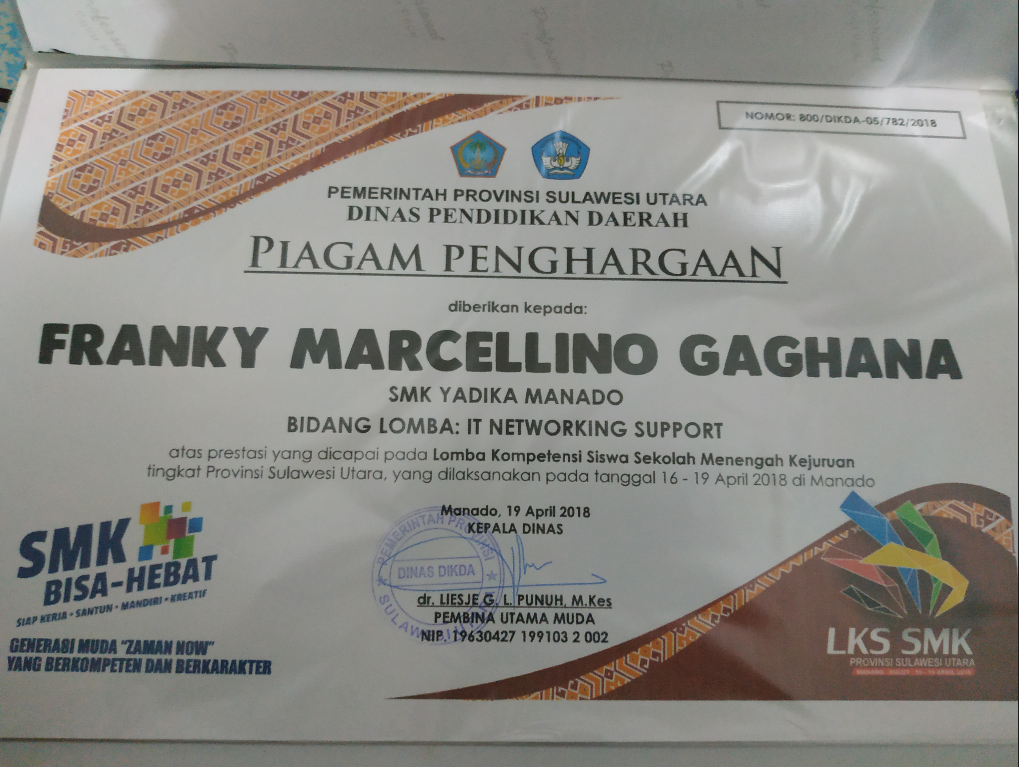 NOMOR: 800/DIKDA-05/782/2018
PEMERINTAH PROVINSI SULAWESI UTARA
DINAS PENDIDIKAN DAERAH
PIAGAM PENGHARGAAN
diberikan kepada:
FRANKY MARCELLINO GAGHANA
SMK YADIKA MANADO
BIDANG LOMBA: IT NETWORKING SUPPORT
atas prestasi yang dicapai pada Lomba Kompetensi Siswa Sekolah Menengah Kejuruan
tingkat Provinsi Sulawesi Utara, yang dilaksanakan pada tanggal 16 - 19 April 2018 di Manado
Manado, 19 April 2018
KEPALA DINAS
PEMERINTAH PROVINSI
DINAS DIKDA
SULAWESI UTARA
dr. LIESJE G. L. PUNUH, M.Kes
PEMBINA UTAMA MUDA
NIP. 19630427 199103 2 002
SMK
BISA-HEBAT
SIAP KERJA • SANTUN • MANDIRI • KREATIF
GENERASI MUDA "ZAMAN NOW"
YANG BERKOMPETEN DAN BERKARAKTER
LKS SMK
PROVINSI SULAWESI UTARA